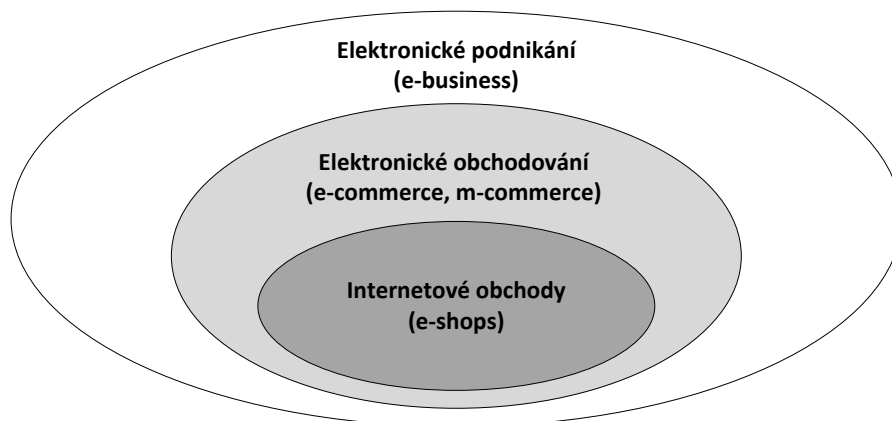 Elektronické podnikání
(e-business)
Elektronické obchodování
(e-commerce, m-commerce)
Internetové obchody
(e-shops)